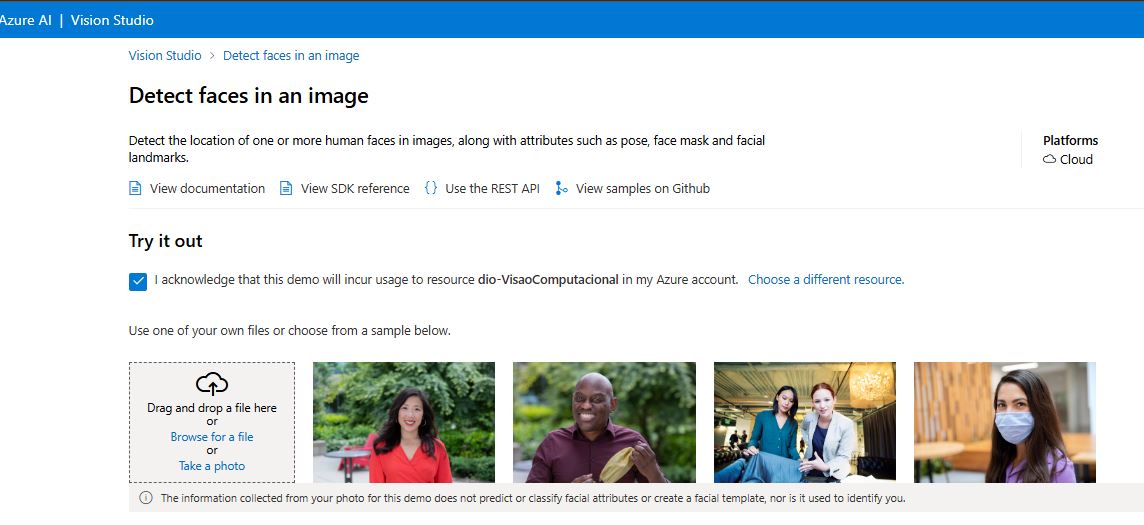 Azure AI | Vision Studio
Vision Studio > Detect faces in an image
Detect faces in an image
Detect the location of one or more human faces in images, along with attributes such as pose, face mask and facial
landmarks.
Platforms
Cloud
View documentation View SDK reference {} Use the REST API View samples on Github
Try it out
I acknowledge that this demo will incur usage to resource dio-VisaoComputacional in my Azure account. Choose a different resource.
Use one of your own files or choose from a sample below.
Drag and drop a file here
or
Browse for a file
or
Take a photo
The information collected from your photo for this demo does not predict or classify facial attributes or create a facial template, nor is it used to identify you.